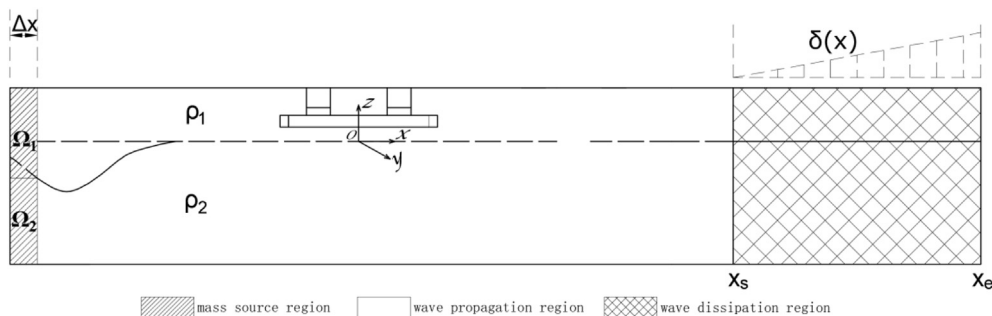 Δx
δ(x)
ρ₁
z
Ω₁
o
x
y
ρ₂
Ω₂
xₛ
xₑ
mass source region
wave propagation region
wave dissipation region